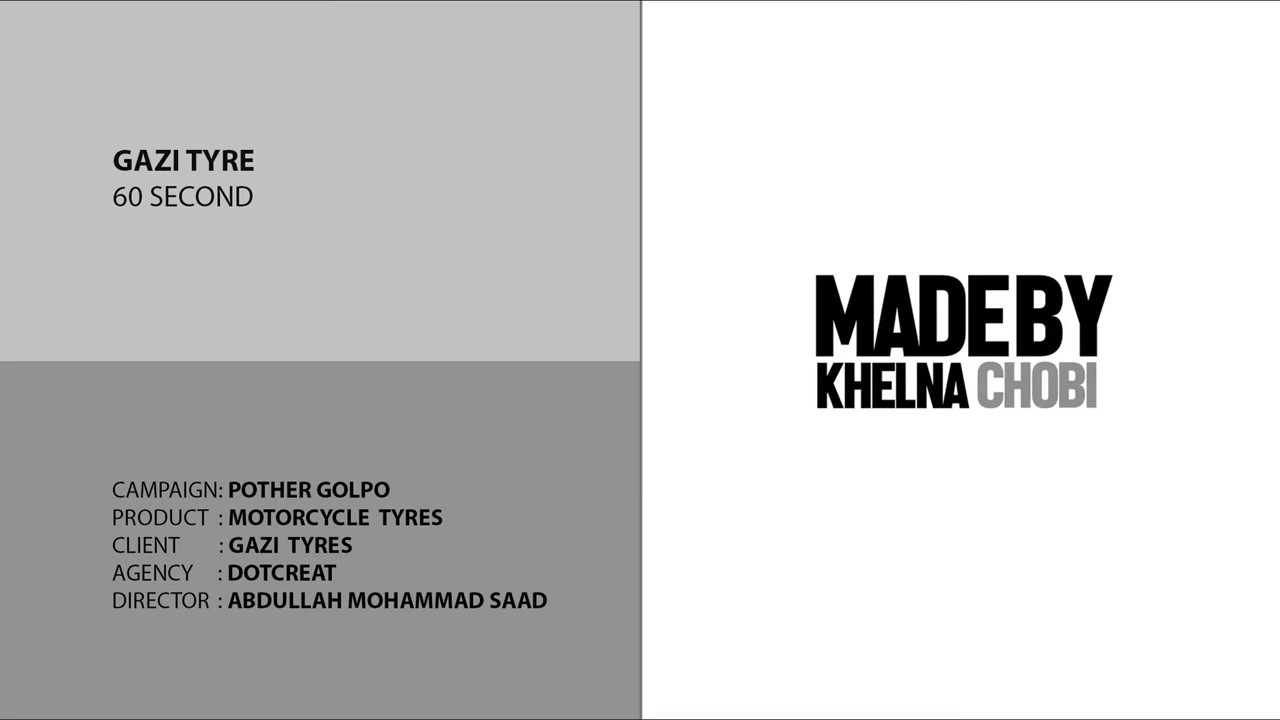 GAZI TYRE
60 SECOND
CAMPAIGN: POTHER GOLPO
PRODUCT : MOTORCYCLE TYRES
CLIENT : GAZI TYRES
AGENCY : DOTCREAT
DIRECTOR : ABDULLAH MOHAMMAD SAAD
MADE BY
KHELNA CHOBI